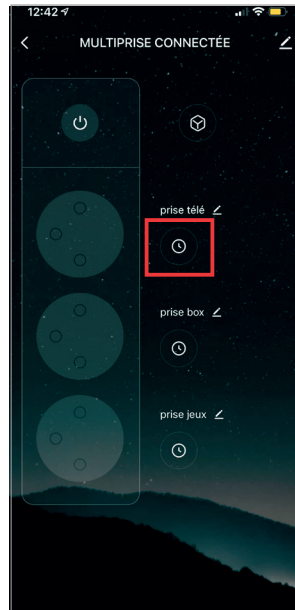 12:42
MULTIPRISE CONNECTÉE
prise télé
prise box
prise jeux